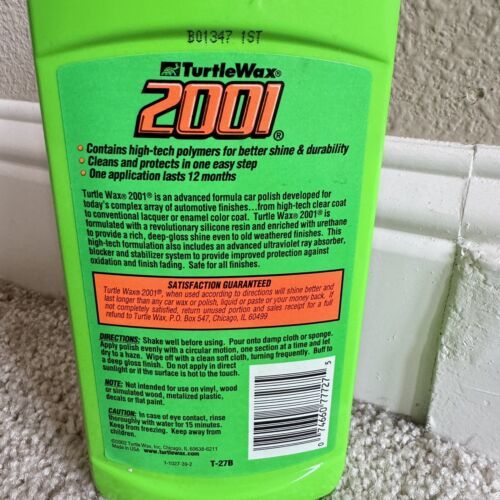 B01347 1ST
TurtleWax®
2001®
• Contains high-tech polymers for better shine & durability
• Cleans and protects in one easy step
• One application lasts 12 months
Turtle Wax® 2001® is an advanced formula car polish developed for
today's complex array of automotive finishes...from high-tech clear coat
to conventional lacquer or enamel color coat. Turtle Wax® 2001® is
formulated with a revolutionary silicone resin and enriched with urethane
to provide a rich, deep-gloss shine even to old weathered finishes. This
high-tech formulation also includes an advanced ultraviolet ray absorber,
blocker and stabilizer system to provide improved protection against
oxidation and finish fading. Safe for all finishes.
SATISFACTION GUARANTEED
Turtle Wax® 2001®, when used according to directions will shine better and
last longer than any car wax or polish, liquid or paste or your money back. If
not completely satisfied, return unused portion and sales receipt for a full
refund to Turtle Wax, P.O. Box 547, Chicago, IL 60499
DIRECTIONS: Shake well before using. Pour onto damp cloth or sponge.
Apply polish evenly with a circular motion, one section at a time and let
dry to a haze. Wipe off with a clean soft cloth, turning frequently. Buff to
a deep gloss finish. Do not apply in direct
sunlight or if the surface is hot to the touch.
NOTE: Not intended for use on vinyl, wood
or simulated wood, metalized plastic,
decals or flat paint.
CAUTION: In case of eye contact, rinse
thoroughly with water for 15 minutes.
Keep from freezing. Keep away from
children.
©2002 Turtle Wax, Inc. Chicago, IL 60638-6211
Made in USA. www.turtlewax.com
1-1027-39-2 T-27B
0 74660 77727 5